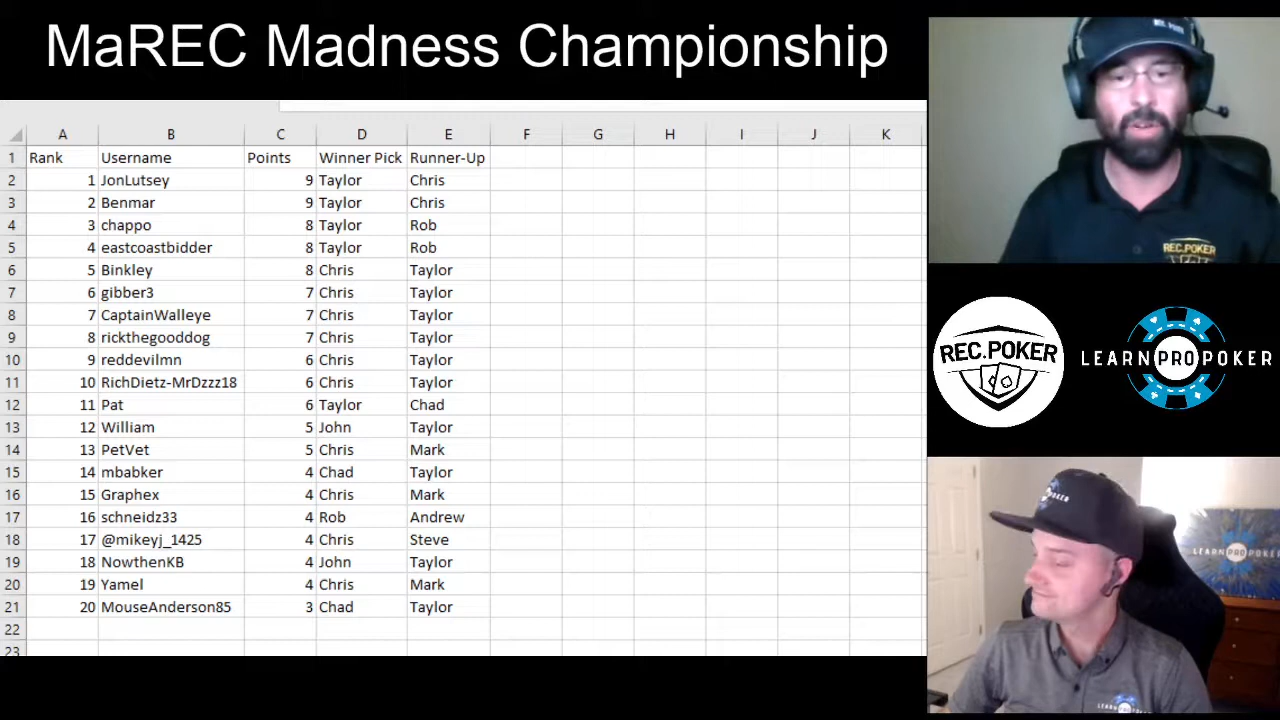 MaREC Madness Championship
A B C D E F G H I J K
1 Rank Username Points Winner Pick Runner-Up
2 1 JonLutsey 9 Taylor Chris
3 2 Benmar 9 Taylor Chris
4 3 chappo 8 Taylor Rob
5 4 eastcoastbidder 8 Taylor Rob
6 5 Binkley 8 Chris Taylor
7 6 gibber3 7 Chris Taylor
8 7 CaptainWalleye 7 Chris Taylor
9 8 rickthegooddog 7 Chris Taylor
10 9 reddevilmn 6 Chris Taylor
11 10 RichDietz-MrDzzz18 6 Chris Taylor
12 11 Pat 6 Taylor Chad
13 12 William 5 John Taylor
14 13 PetVet 5 Chris Mark
15 14 mbabker 4 Chad Taylor
16 15 Graphex 4 Chris Mark
17 16 schneidz33 4 Rob Andrew
18 17 @mikeyj_1425 4 Chris Steve
19 18 NowthenKB 4 John Taylor
20 19 Yamel 4 Chris Mark
21 20 MouseAnderson85 3 Chad Taylor
22
23
REC.POKER
REC.POKER
LEARN PRO POKER
LEARN PRO POKER